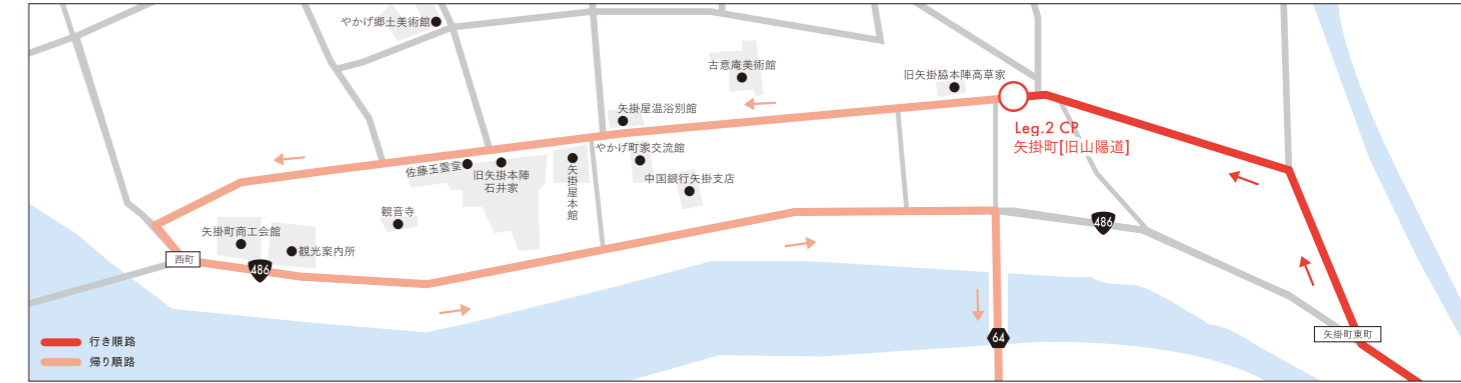 やかげ郷土美術館
古意庵美術館
旧矢掛脇本陣高草家
矢掛屋温浴別館
Leg.2 CP
矢掛町[旧山陽道]
やかげ町家交流館
佐藤玉雲堂
旧矢掛本陣
石井家
矢掛屋本館
中国銀行矢掛支店
観音寺
矢掛町商工会館
観光案内所
西町
486
486
64
矢掛町東町
行き順路
帰り順路